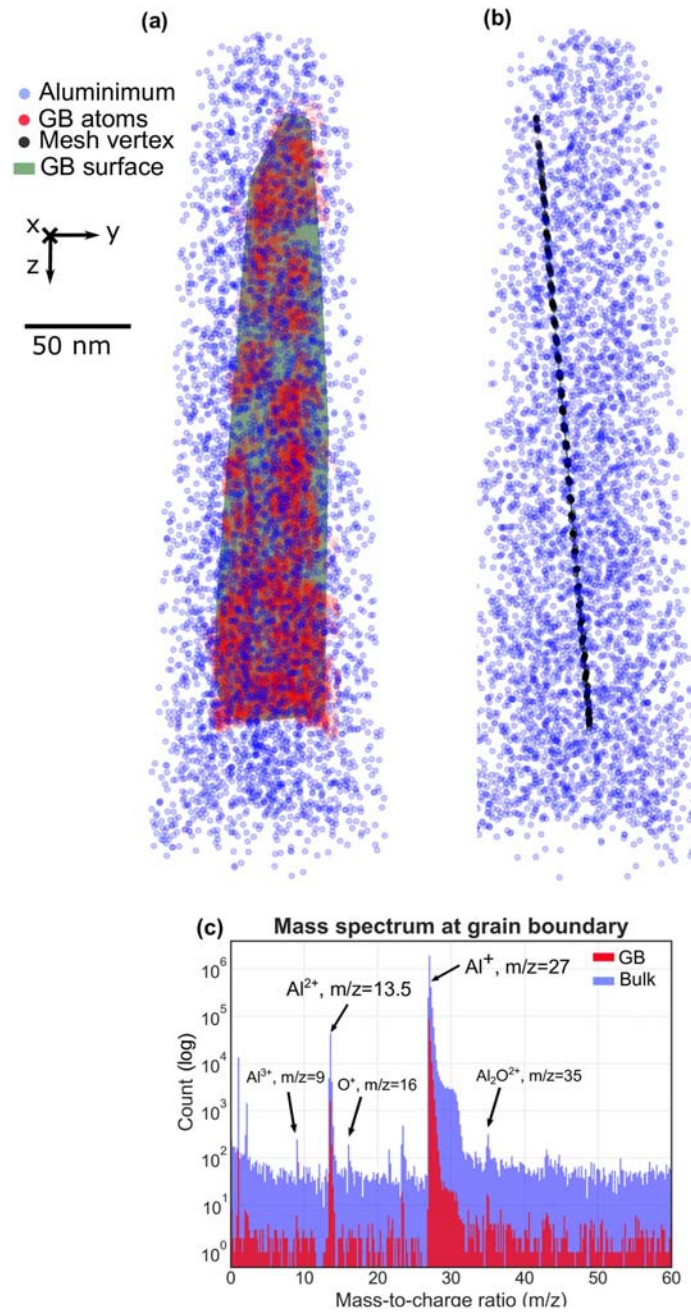 (a)
(b)
Aluminimum
GB atoms
Mesh vertex
GB surface
x
y
z
50 nm
(c)
Mass spectrum at grain boundary
GB
Bulk
Al⁺, m/z=27
Al²⁺, m/z=13.5
Al³⁺, m/z=9
O⁺, m/z=16
Al₂O²⁺, m/z=35
Count (log)
10⁶
10⁵
10⁴
10³
10²
10¹
10⁰
0 10 20 30 40 50 60
Mass-to-charge ratio (m/z)